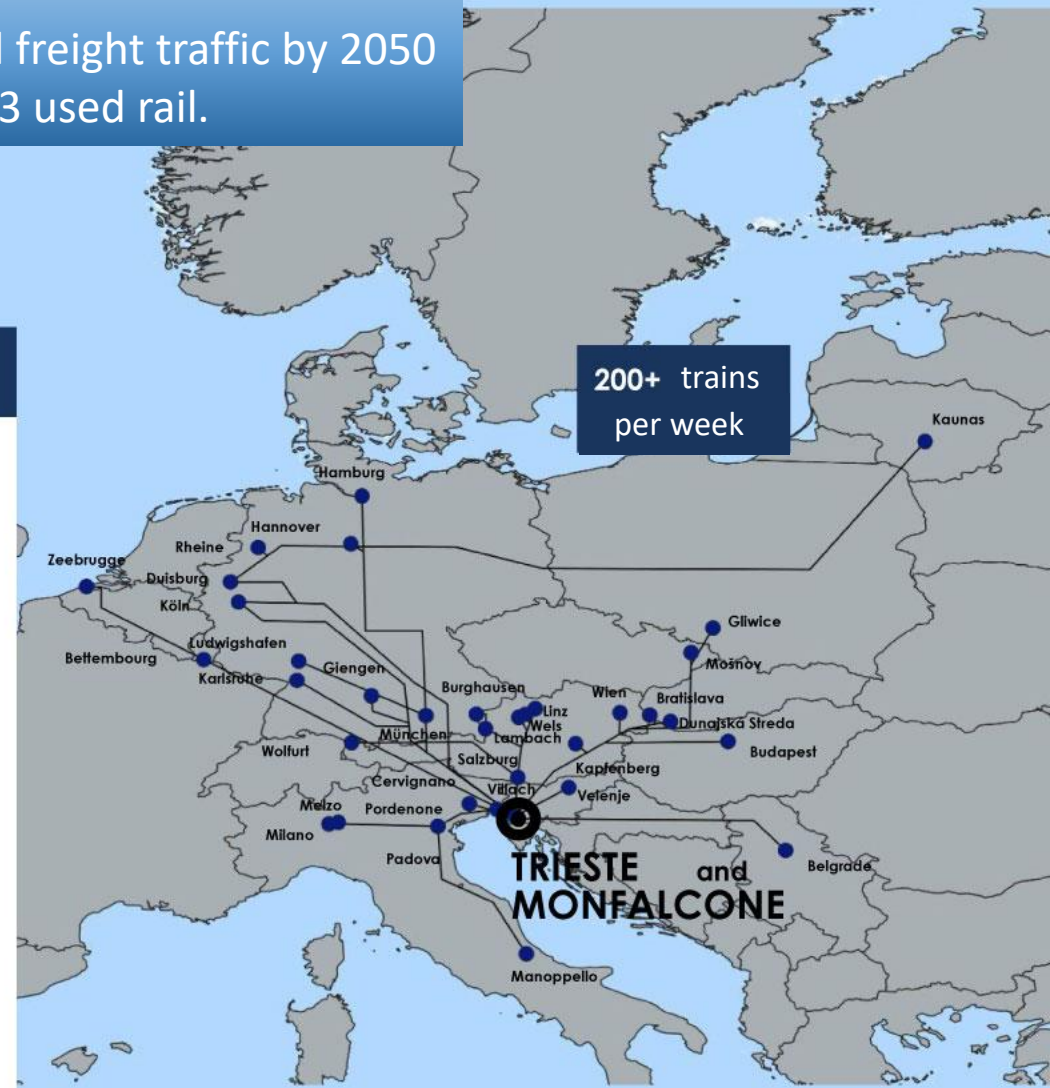 freight traffic by 2050
3 used rail.
200+ trains
per week
Kaunas
Hamburg
Hannover
Rheine
Zeebrugge
Duisburg
Köln
Gliwice
Ludwigshafen
Mošnov
Bettembourg
Giengen
Karlsruhe
Burghausen
Wien
Bratislava
Linz
Wels
Dunajská Streda
München
Lambach
Wolfurt
Budapest
Salzburg
Kapfenberg
Cervignano
Villach
Velenje
Melzo
Pordenone
Milano
Padova
TRIESTE and
MONFALCONE
Belgrade
Manoppello